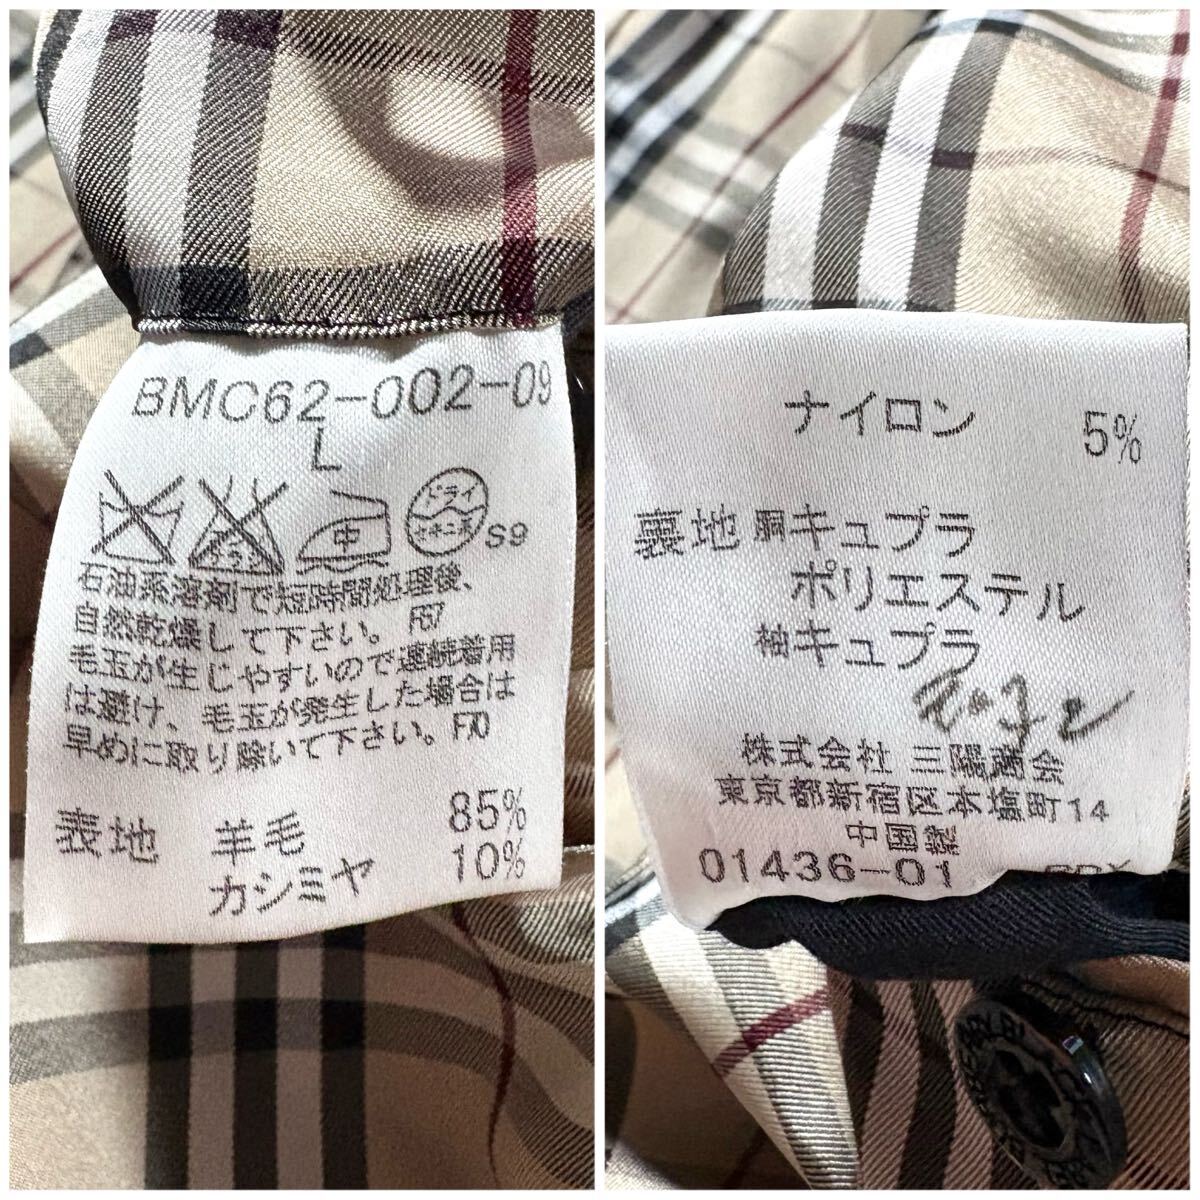 BMC62-002-09
L
中
ドライ
セキユ系
S9
石油系溶剤で短時間処理後、
自然乾燥して下さい。 F57
毛玉が生じやすいので連続着用
は避け、毛玉が発生した場合は
早めに取り除いて下さい。F70
表地 羊毛 85%
カシミヤ 10%
ナイロン 5%
裏地 胴キュプラ
ポリエステル
袖キュプラ
株式会社 三陽商会
東京都新宿区本塩町14
中国製
01436-01